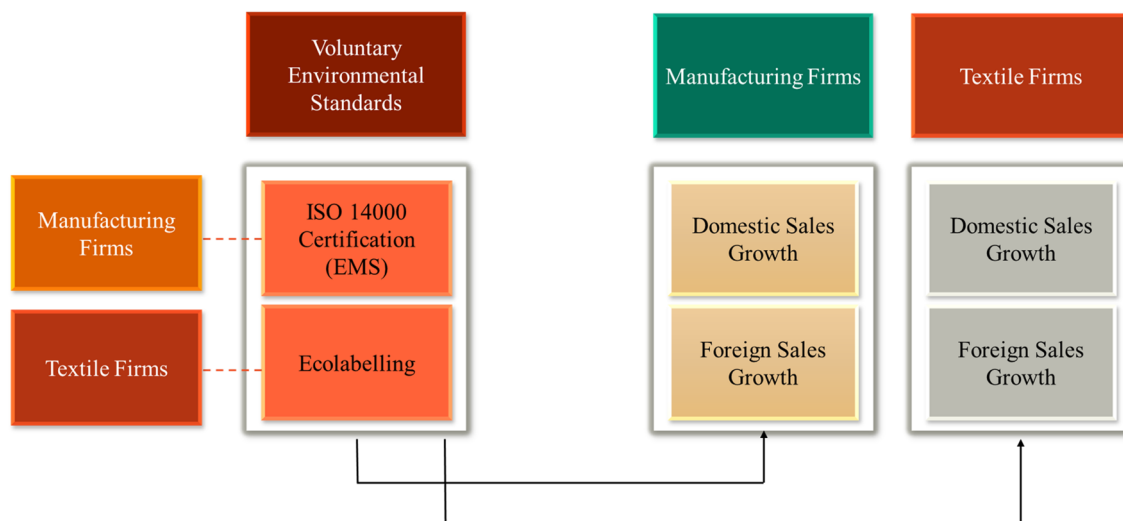 Voluntary
Environmental
Standards
Manufacturing Firms
Textile Firms
Manufacturing
Firms
ISO 14000
Certification
(EMS)
Domestic Sales
Growth
Domestic Sales
Growth
Textile Firms
Ecolabelling
Foreign Sales
Growth
Foreign Sales
Growth